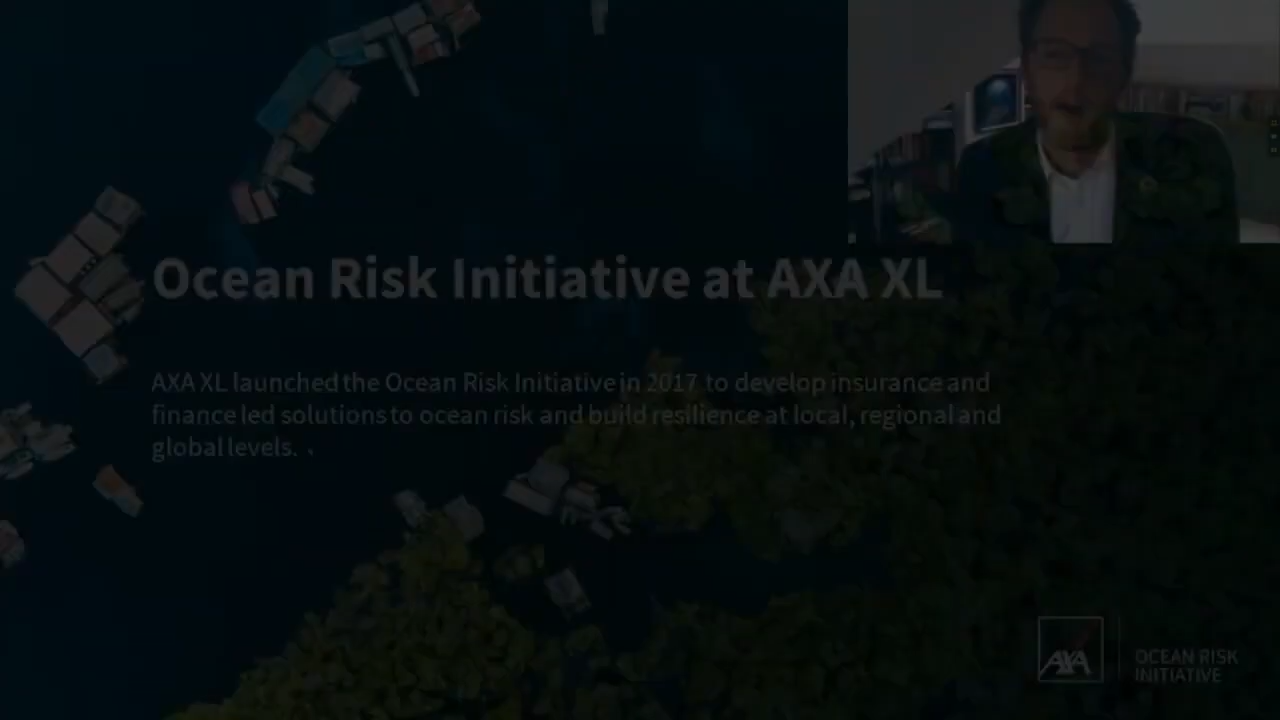 Ocean Risk Initiative at AXA XL
AXA XL launched the Ocean Risk Initiative in 2017 to develop insurance and
finance led solutions to ocean risk and build resilience at local, regional and
global levels.
AXA
OCEAN RISK
INITIATIVE